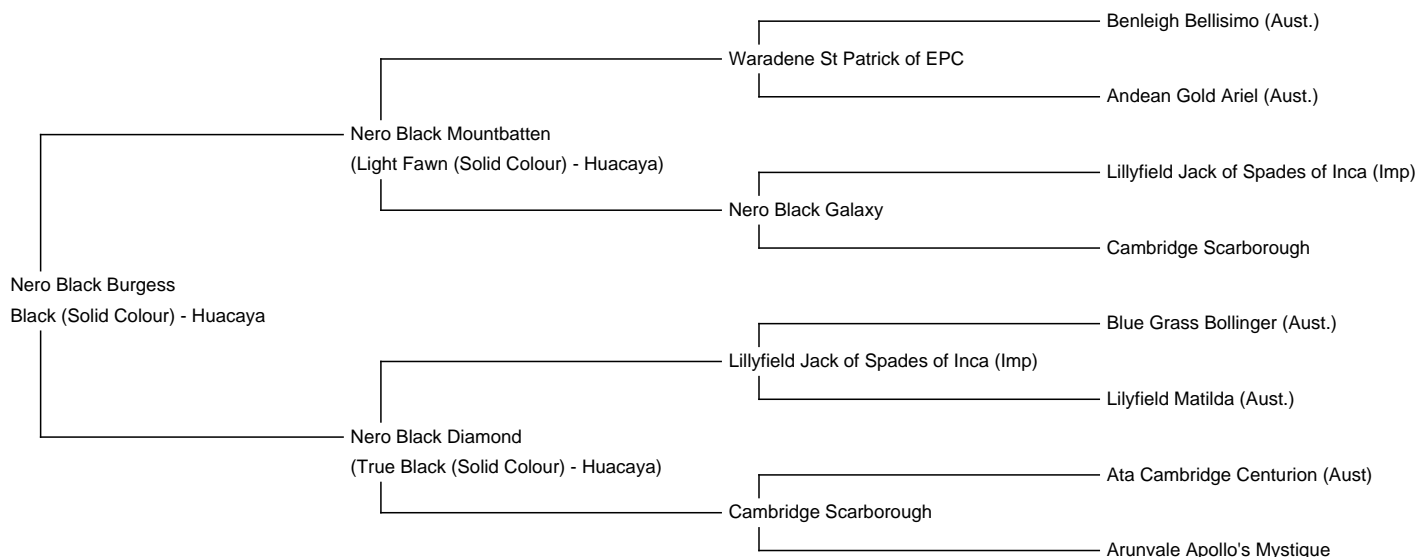 Benleigh Bellisimo (Aust.)
Waradene St Patrick of EPC
Andean Gold Ariel (Aust.)
Nero Black Mountbatten
(Light Fawn (Solid Colour) - Huacaya)
Lillyfield Jack of Spades of Inca (Imp)
Nero Black Galaxy
Cambridge Scarborough
Nero Black Burgess
Black (Solid Colour) - Huacaya
Blue Grass Bollinger (Aust.)
Lillyfield Jack of Spades of Inca (Imp)
Lilyfield Matilda (Aust.)
Nero Black Diamond
(True Black (Solid Colour) - Huacaya)
Ata Cambridge Centurion (Aust)
Cambridge Scarborough
Arunvale Apollo's Mystique